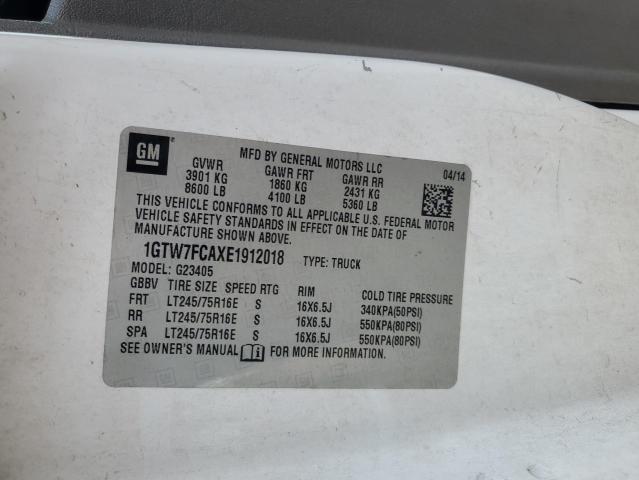 GM
MFD BY GENERAL MOTORS LLC
04/14
GVWR GAWR FRT GAWR RR
3901 KG 1860 KG 2431 KG
8600 LB 4100 LB 5360 LB
THIS VEHICLE CONFORMS TO ALL APPLICABLE U.S. FEDERAL MOTOR
VEHICLE SAFETY STANDARDS IN EFFECT ON THE DATE OF
MANUFACTURE SHOWN ABOVE.
1GTW7FCAXE1912018 TYPE: TRUCK
MODEL: G23405
GBBV TIRE SIZE SPEED RTG RIM COLD TIRE PRESSURE
FRT LT245/75R16E S 16X6.5J 340KPA(50PSI)
RR LT245/75R16E S 16X6.5J 550KPA(80PSI)
SPA LT245/75R16E S 16X6.5J 550KPA(80PSI)
SEE OWNER'S MANUAL FOR MORE INFORMATION.